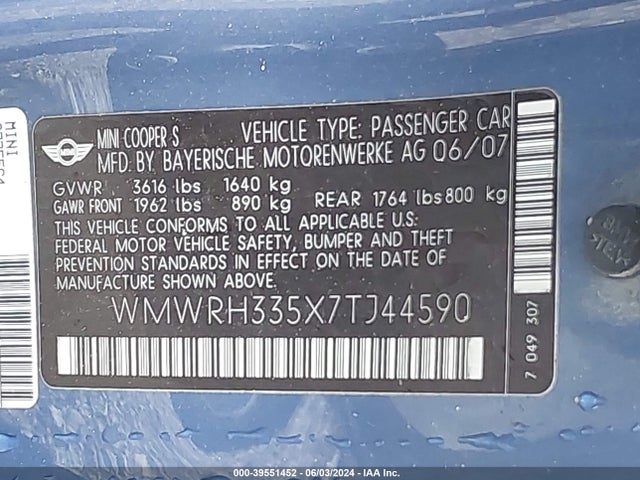 MINI
MINI COOPER S VEHICLE TYPE: PASSENGER CAR
MFD. BY BAYERISCHE MOTORENWERKE AG 06/07
GVWR 3616 lbs 1640 kg
GAWR FRONT 1962 lbs 890 kg REAR 1764 lbs 800 kg
THIS VEHICLE CONFORMS TO ALL APPLICABLE U.S.
FEDERAL MOTOR VEHICLE SAFETY, BUMPER AND THEFT
PREVENTION STANDARDS IN EFFECT ON THE DATE OF
MANUFACTURE SHOWN ABOVE.
WMWRH335X7TJ44590
7 049 307
MINI
000-39551452 - 06/03/2024 - IAA Inc.